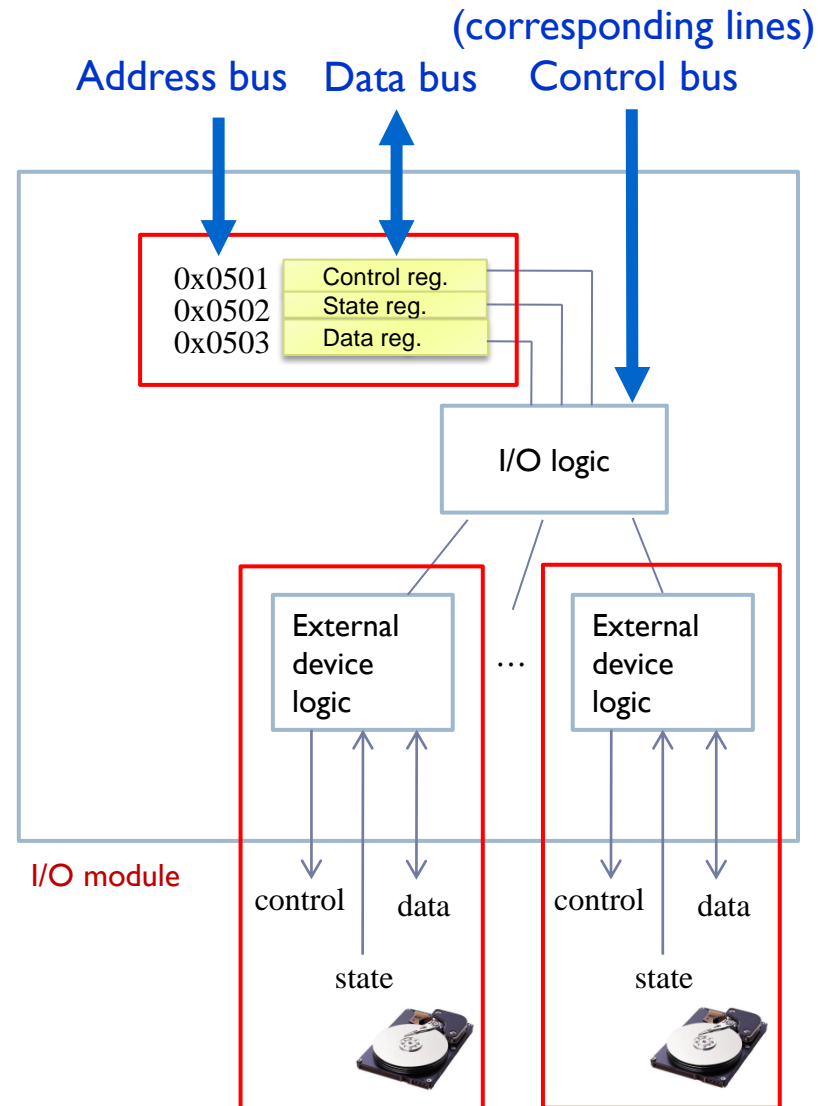 (corresponding lines)
Address bus Data bus Control bus
0x0501 Control reg.
0x0502 State reg.
0x0503 Data reg.
I/O logic
External
device
logic
...
External
device
logic
I/O module
control data
state
control data
state